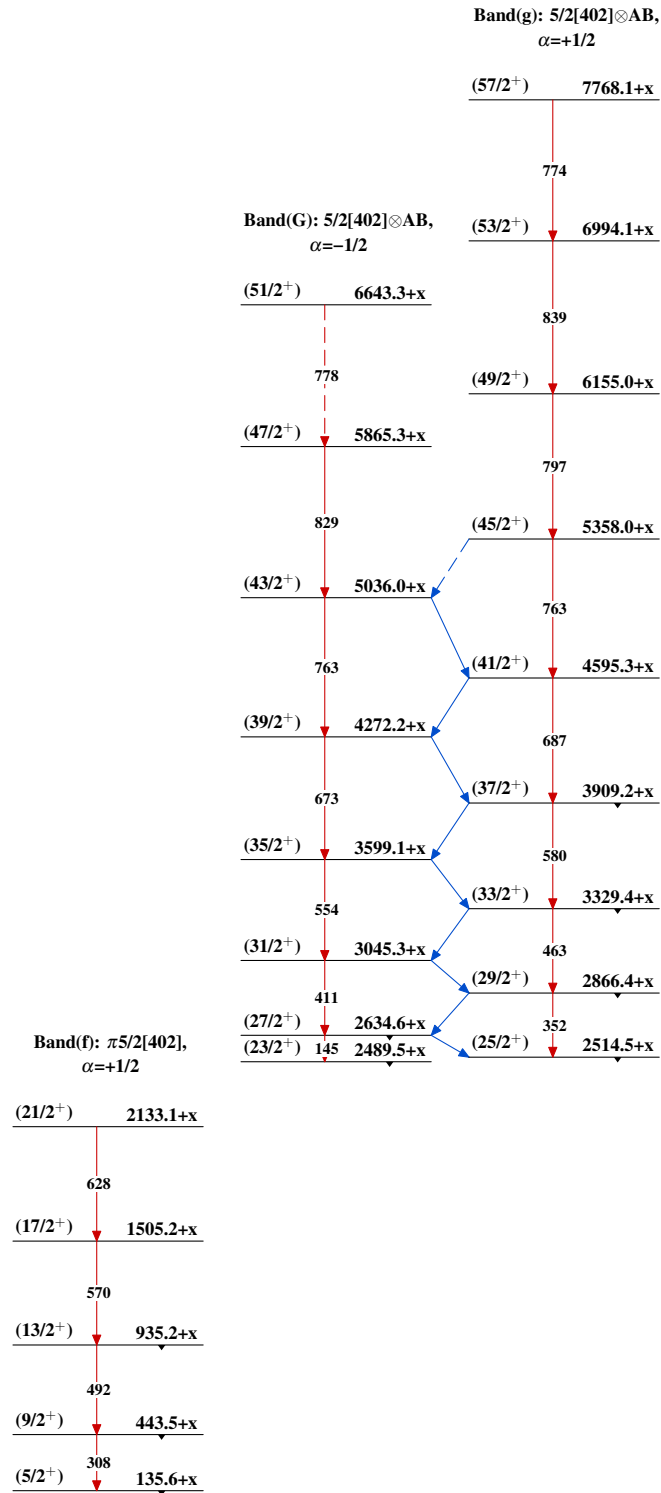 Band(g): 5/2[402]⊗AB,
α=+1/2
(57/2⁺) 7768.1+x
774
(53/2⁺) 6994.1+x
839
(49/2⁺) 6155.0+x
797
(45/2⁺) 5358.0+x
763
(41/2⁺) 4595.3+x
687
(37/2⁺) 3909.2+x
580
(33/2⁺) 3329.4+x
463
(29/2⁺) 2866.4+x
352
(25/2⁺) 2514.5+x
Band(G): 5/2[402]⊗AB,
α=−1/2
(51/2⁺) 6643.3+x
778
(47/2⁺) 5865.3+x
829
(43/2⁺) 5036.0+x
763
(39/2⁺) 4272.2+x
673
(35/2⁺) 3599.1+x
554
(31/2⁺) 3045.3+x
411
(27/2⁺) 2634.6+x
(23/2⁺) 145 2489.5+x
Band(f): π5/2[402],
α=+1/2
(21/2⁺) 2133.1+x
628
(17/2⁺) 1505.2+x
570
(13/2⁺) 935.2+x
492
(9/2⁺) 443.5+x
308
(5/2⁺) 135.6+x